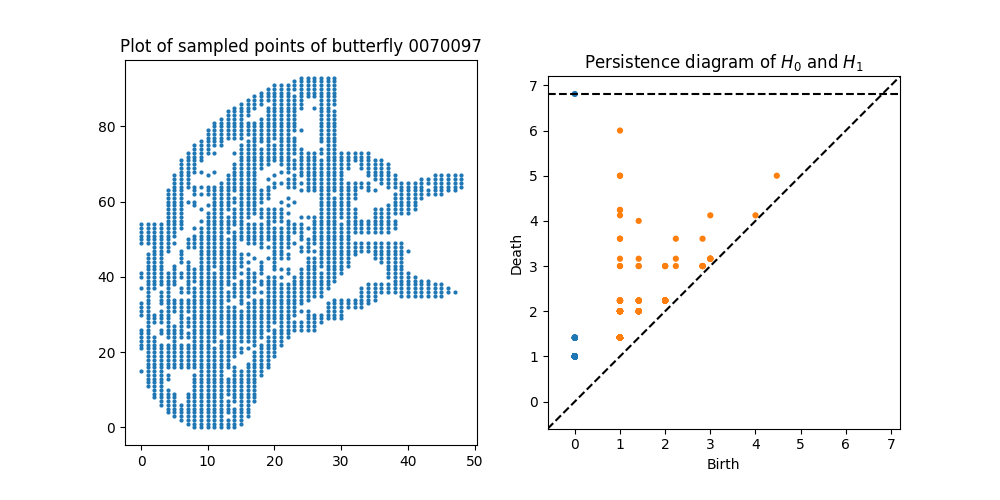 Plot of sampled points of butterfly 0070097
80
60
40
20
0
0 10 20 30 40 50
Persistence diagram of H₀ and H₁
7
6
5
4
3
2
1
0
Death
0 1 2 3 4 5 6 7
Birth